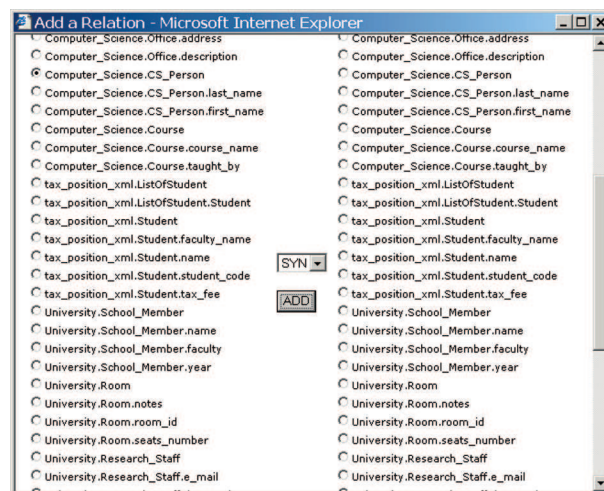 Add a Relation - Microsoft Internet Explorer
Computer_Science.Office.address Computer_Science.Office.address
Computer_Science.Office.description Computer_Science.Office.description
Computer_Science.CS_Person Computer_Science.CS_Person
Computer_Science.CS_Person.last_name Computer_Science.CS_Person.last_name
Computer_Science.CS_Person.first_name Computer_Science.CS_Person.first_name
Computer_Science.Course Computer_Science.Course
Computer_Science.Course.course_name Computer_Science.Course.course_name
Computer_Science.Course.taught_by Computer_Science.Course.taught_by
tax_position_xml.ListOfStudent tax_position_xml.ListOfStudent
tax_position_xml.ListOfStudent.Student tax_position_xml.ListOfStudent.Student
tax_position_xml.Student tax_position_xml.Student
tax_position_xml.Student.faculty_name tax_position_xml.Student.faculty_name
tax_position_xml.Student.name SYN tax_position_xml.Student.name
tax_position_xml.Student.student_code tax_position_xml.Student.student_code
tax_position_xml.Student.tax_fee ADD tax_position_xml.Student.tax_fee
University.School_Member University.School_Member
University.School_Member.name University.School_Member.name
University.School_Member.faculty University.School_Member.faculty
University.School_Member.year University.School_Member.year
University.Room University.Room
University.Room.notes University.Room.notes
University.Room.room_id University.Room.room_id
University.Room.seats_number University.Room.seats_number
University.Research_Staff University.Research_Staff
University.Research_Staff.e_mail University.Research_Staff.e_mail